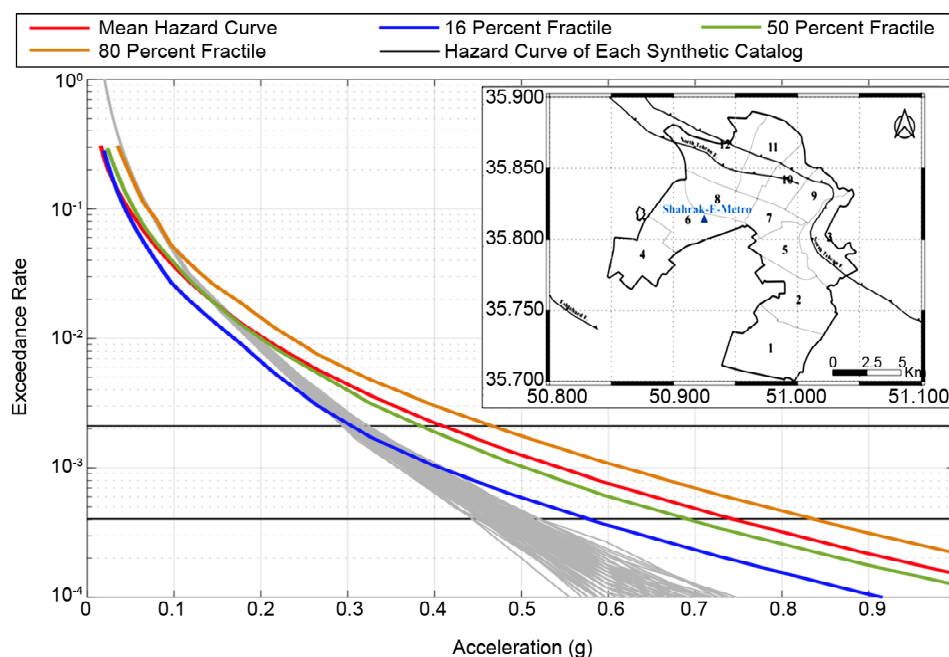 Mean Hazard Curve 16 Percent Fractile 50 Percent Fractile
80 Percent Fractile Hazard Curve of Each Synthetic Catalog
Exceedance Rate
10^0
10^-1
10^-2
10^-3
10^-4
0 0.1 0.2 0.3 0.4 0.5 0.6 0.7 0.8 0.9
Acceleration (g)
35.900
35.850
35.800
35.750
35.700
50.800 50.900 51.000 51.100
12
11
10
9
8
Shahrak-E-Metro
6
7
3
4
5
2
1
0 2.5 5
Km